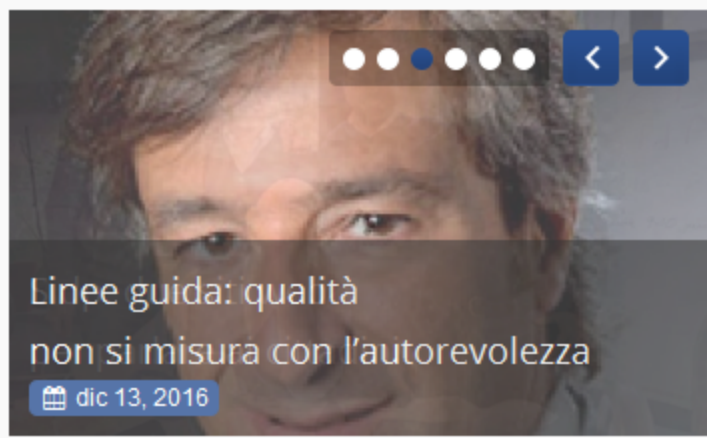 Linee guida: qualità
non si misura con l'autorevolezza
dic 13, 2016